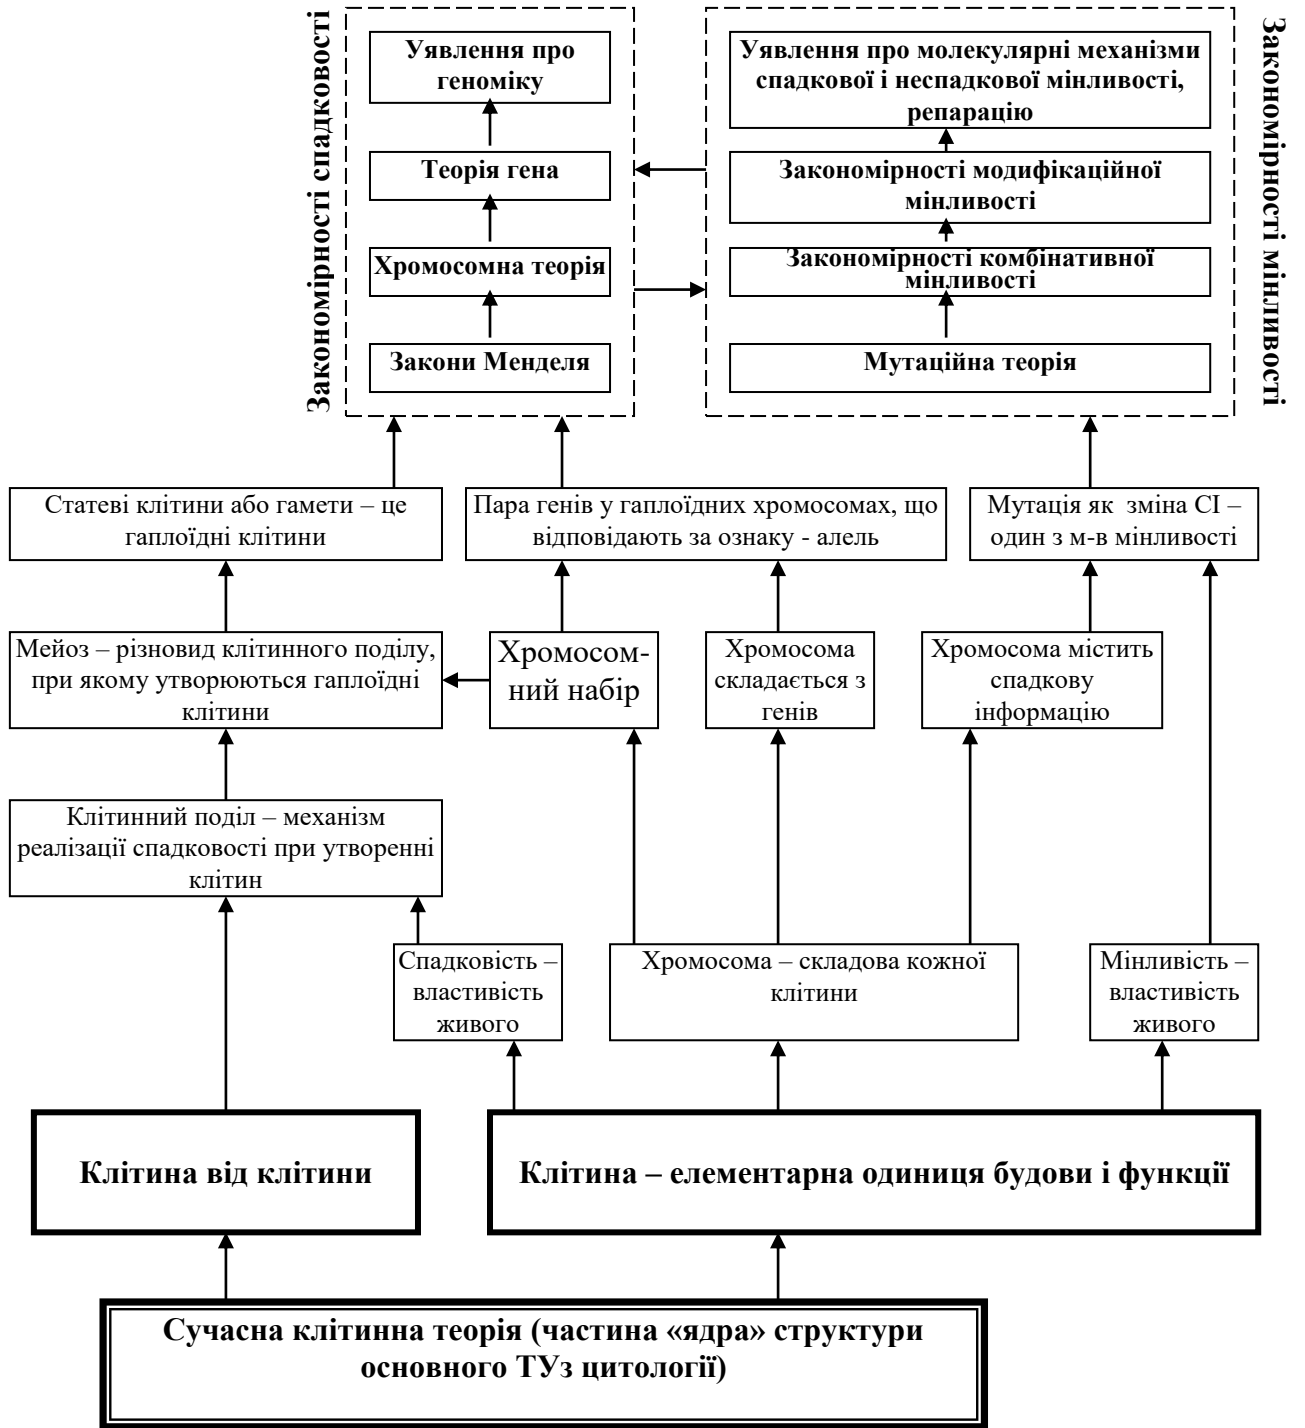 Закономірності спадковості
Уявлення про
геноміку
Теорія гена
Хромосомна теорія
Закони Менделя
Уявлення про молекулярні механізми
спадкової і неспадкової мінливості,
репарацію
Закономірності модифікаційної
мінливості
Закономірності комбінативної
мінливості
Мутаційна теорія
Закономірності мінливості
Статеві клітини або гамети – це
гаплоїдні клітини
Пара генів у гаплоїдних хромосомах, що
відповідають за ознаку - алель
Мутація як зміна СІ –
один з м-в мінливості
Мейоз – різновид клітинного поділу,
при якому утворюються гаплоїдні
клітини
Хромосом-
ний набір
Хромосома
складається з
генів
Хромосома містить
спадкову
інформацію
Клітинний поділ – механізм
реалізації спадковості при утворенні
клітин
Спадковість –
властивість
живого
Хромосома – складова кожної
клітини
Мінливість –
властивість
живого
Клітина від клітини
Клітина – елементарна одиниця будови і функції
Сучасна клітинна теорія (частина «ядра» структури
основного ТУз цитології)